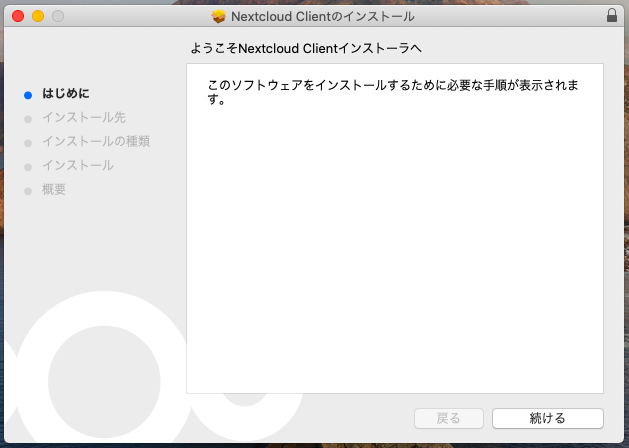 Nextcloud Clientのインストール
ようこそNextcloud Clientインストーラへ
はじめに
インストール先
インストールの種類
インストール
概要
このソフトウェアをインストールするために必要な手順が表示されま
す。
戻る
続ける